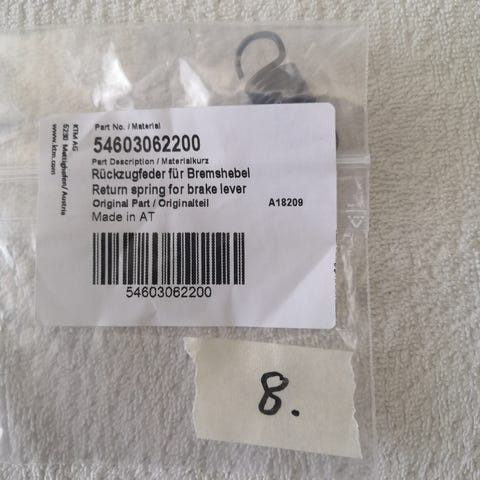 KTM AG
5230 Mattighofen/ Austria
www.ktm.com
Part No. / Material
54603062200
Part Description / Materialkurz
Rückzugfeder für Bremshebel
Return spring for brake lever
Original Part / Originalteil A18209
Made in AT
54603062200
8.